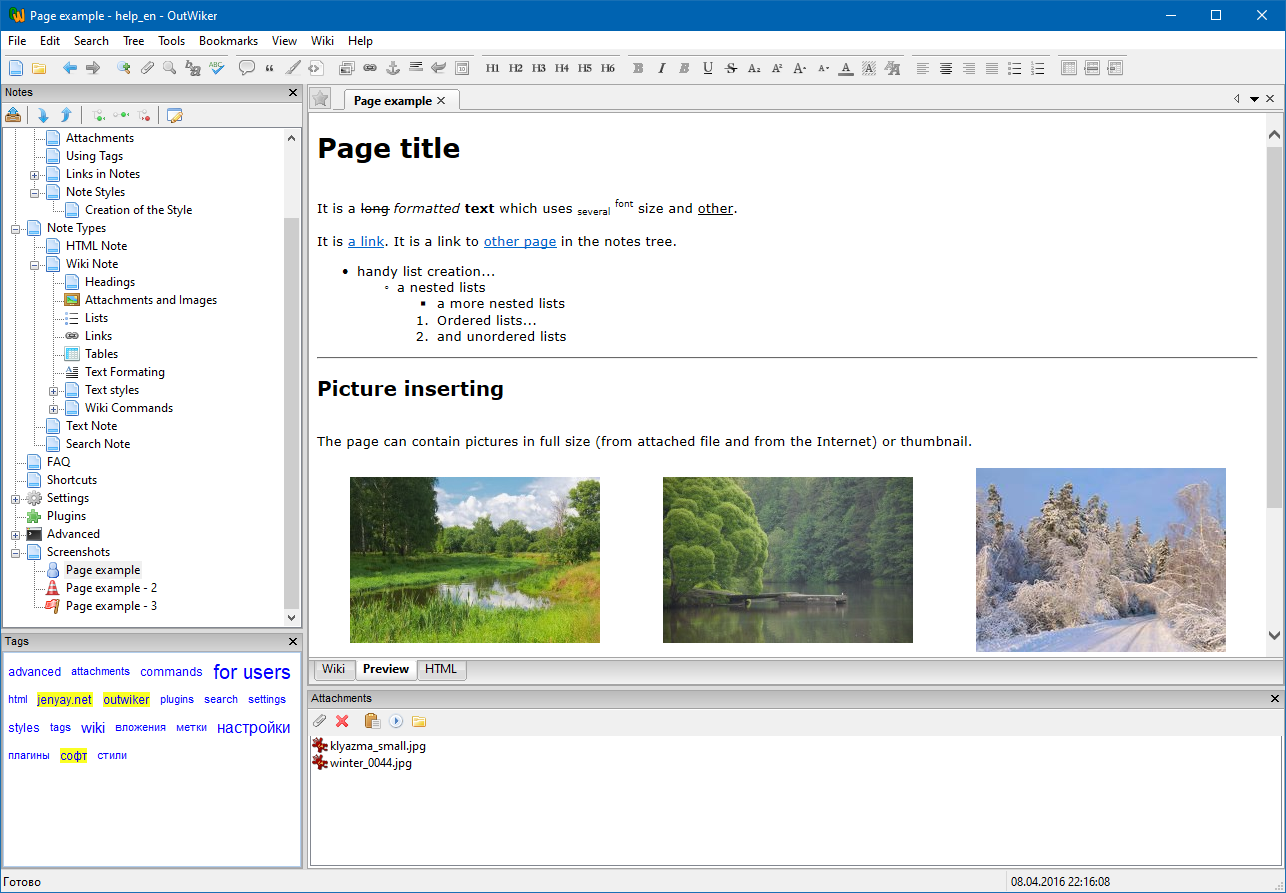 Page example - help_en - OutWiker
File Edit Search Tree Tools Bookmarks View Wiki Help
H1 H2 H3 H4 H5 H6 B I B U S A₂ A² A A A A
Notes
Attachments
Using Tags
Links in Notes
Note Styles
Creation of the Style
Note Types
HTML Note
Wiki Note
Headings
Attachments and Images
Lists
Links
Tables
Text Formating
Text styles
Wiki Commands
Text Note
Search Note
FAQ
Shortcuts
Settings
Plugins
Advanced
Screenshots
Page example
Page example - 2
Page example - 3
Tags
advanced attachments commands for users
html jenyay.net outwiker plugins search settings
styles tags wiki вложения метки настройки
плагины софт стили
Page example
Page title
It is a long formatted text which uses several font size and other.
It is a link. It is a link to other page in the notes tree.
• handy list creation...
◦ a nested lists
▪ a more nested lists
1. Ordered lists...
2. and unordered lists
Picture inserting
The page can contain pictures in full size (from attached file and from the Internet) or thumbnail.
Wiki Preview HTML
Attachments
klyazma_small.jpg
winter_0044.jpg
Готово
08.04.2016 22:16:08